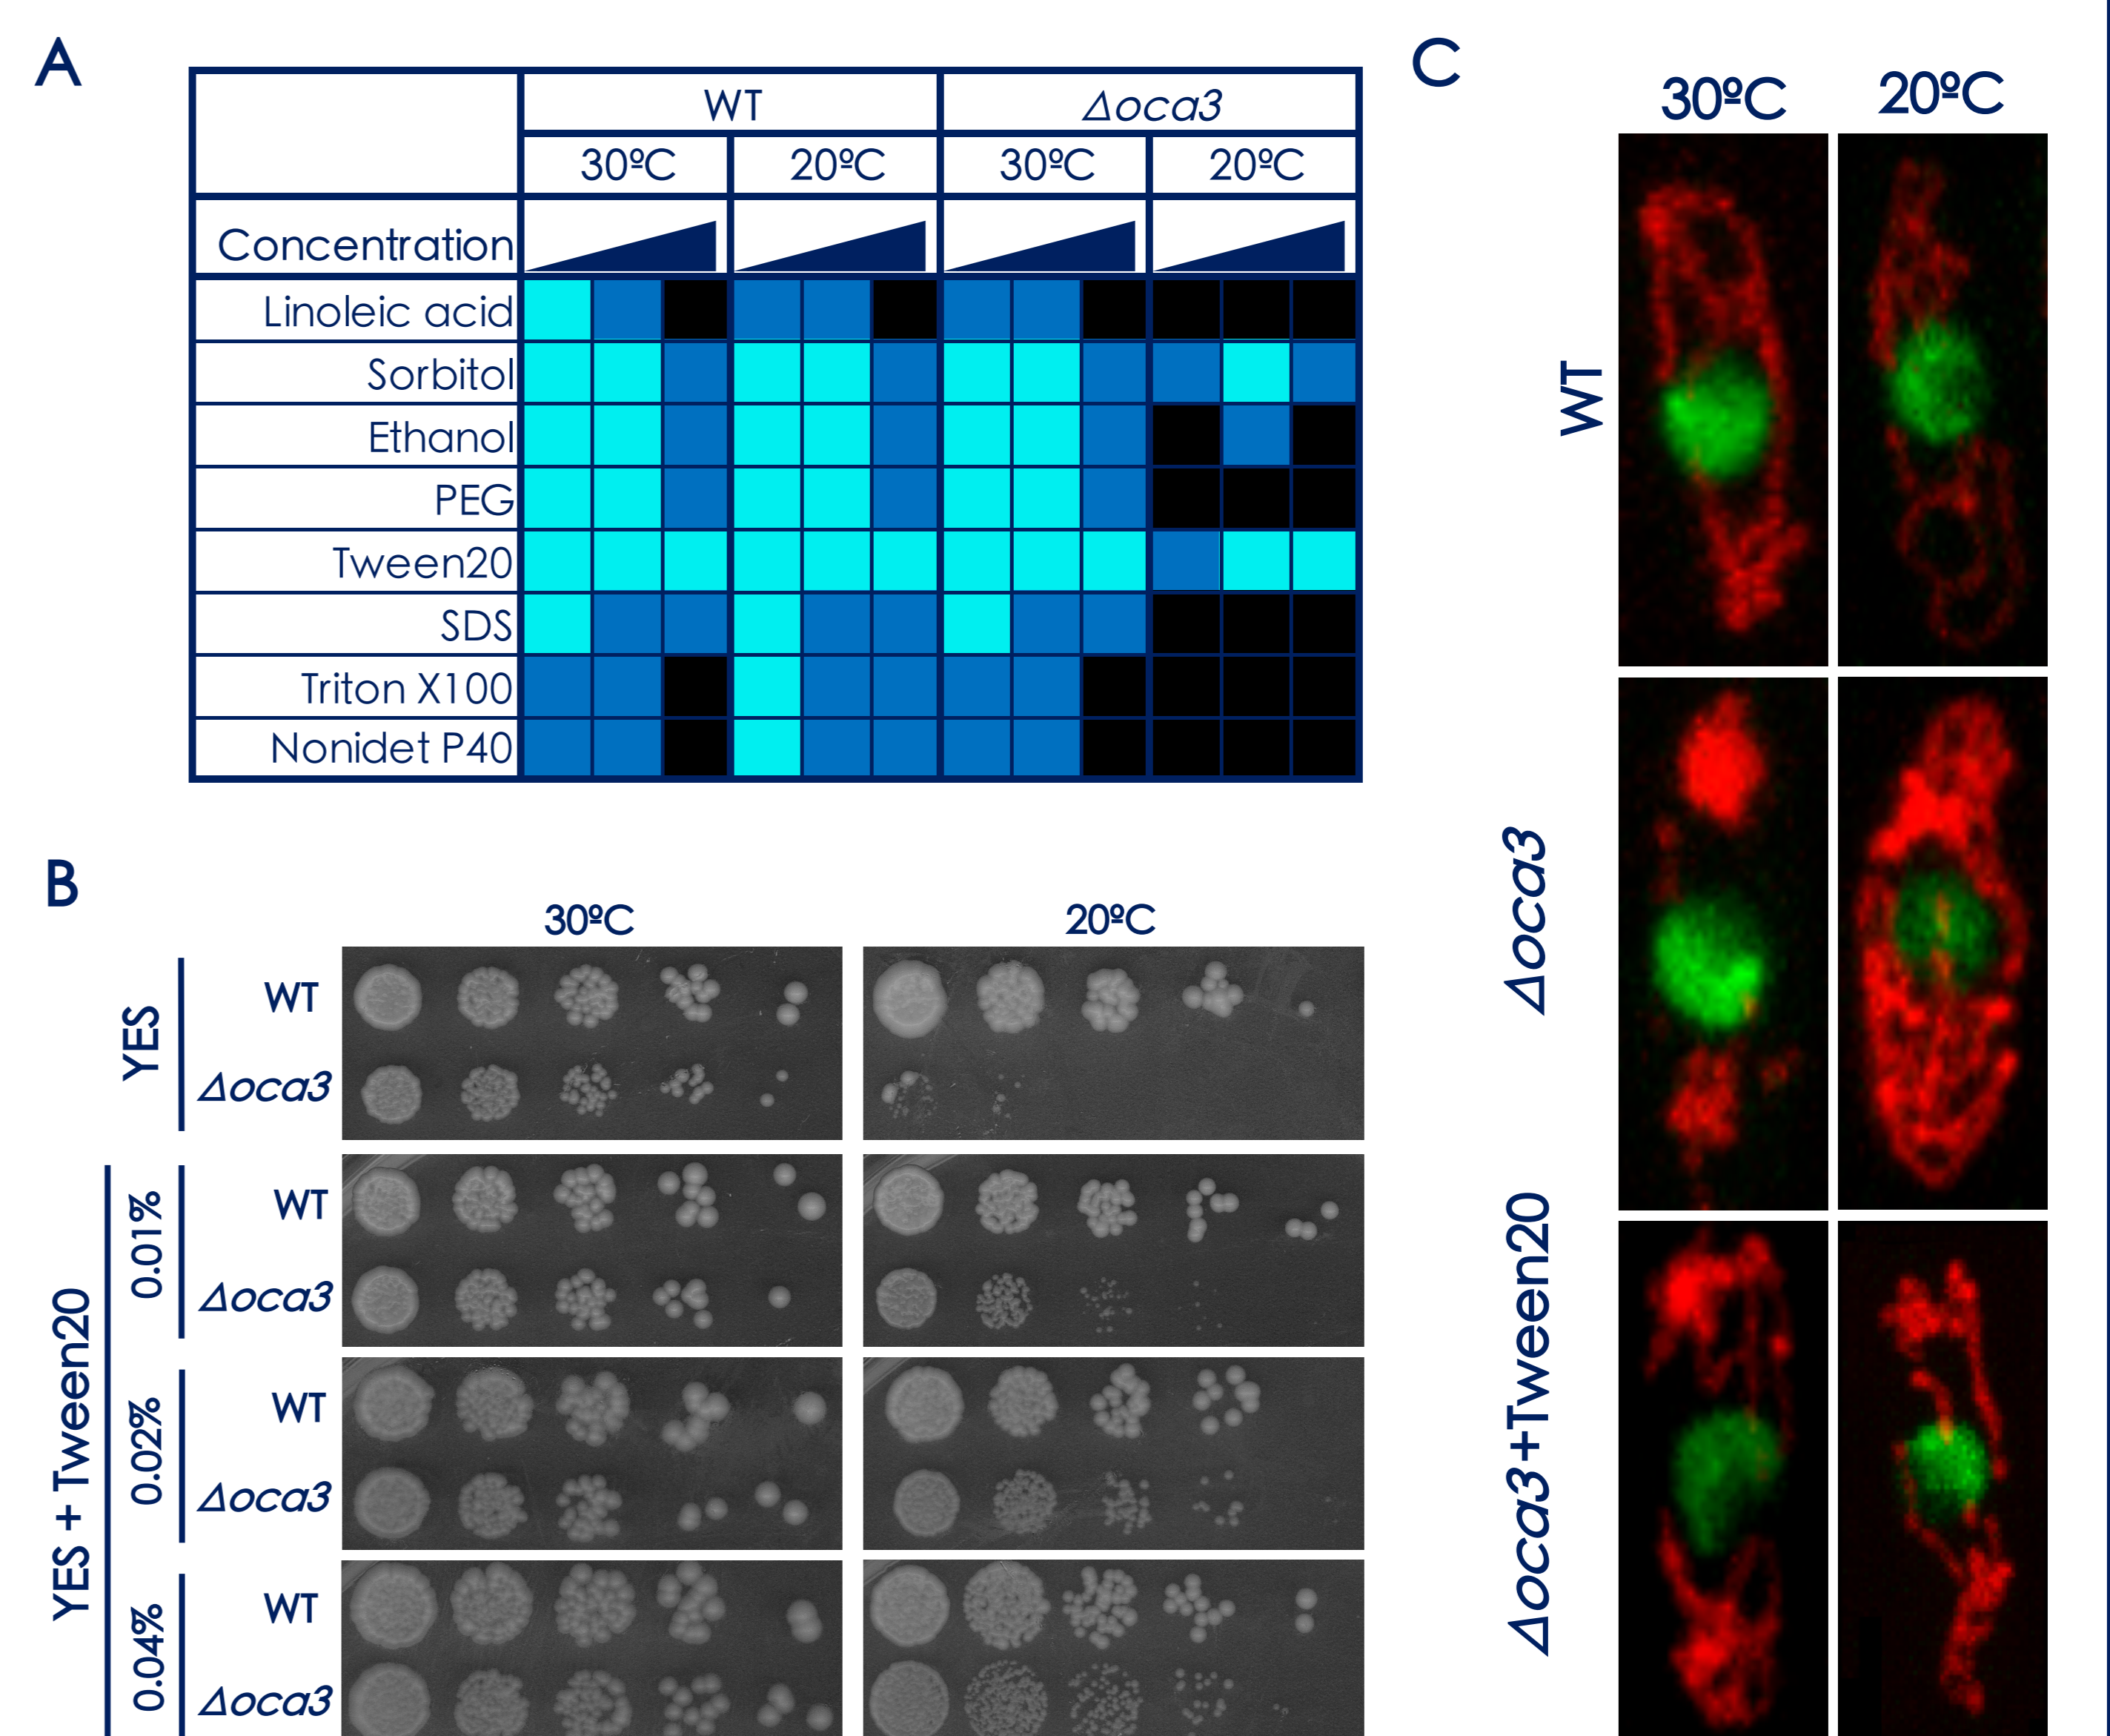 A
WT
Δoca3
30ºC
20ºC
30ºC
20ºC
Concentration
Linoleic acid
Sorbitol
Ethanol
PEG
Tween20
SDS
Triton X100
Nonidet P40
B
30ºC
20ºC
YES
WT
Δoca3
YES + Tween20
0.01%
WT
Δoca3
0.02%
WT
Δoca3
0.04%
WT
Δoca3
C
30ºC
20ºC
WT
Δoca3
Δoca3+Tween20